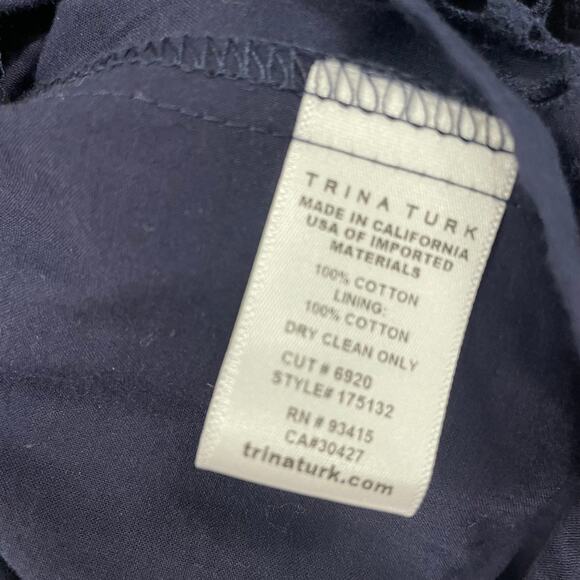 TRINA TURK
MADE IN CALIFORNIA
USA OF IMPORTED
MATERIALS
100% COTTON
LINING:
100% COTTON
DRY CLEAN ONLY
CUT # 6920
STYLE# 175132
RN # 93415
CA#30427
trinaturk.com